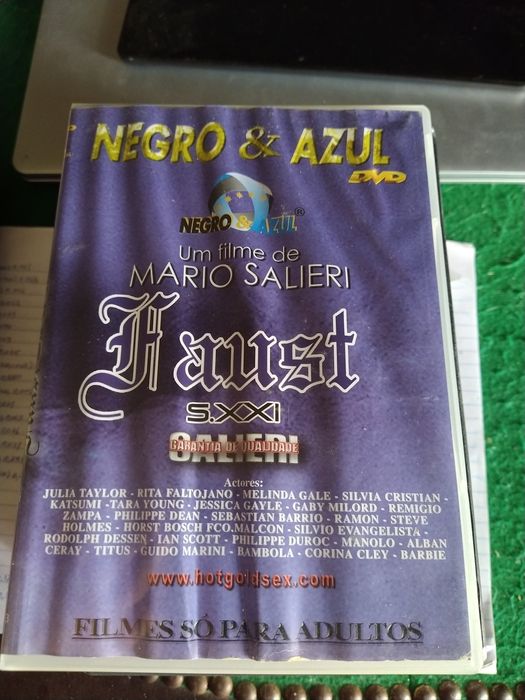 NEGRO & AZUL
DVD
NEGRO & AZUL®
Um filme de
MARIO SALIERI
Faust
S.XXI
SALIERI
GARANTIA DE QUALIDADE
Actores:
JULIA TAYLOR - RITA FALTOJANO - MELINDA GALE - SILVIA CRISTIAN -
KATSUMI -TARA YOUNG - JESSICA GAYLE - GABY MILORD - REMIGIO
ZAMPA - PHILIPPE DEAN - SEBASTIAN BARRIO - RAMON - STEVE
HOLMES - HORST BOSCH FCO.MALCON - SILVIO EVANGELISTA -
RODOLPH DESSEN - IAN SCOTT - PHILIPPE DUROC - MANOLO - ALBAN
CERAY - TITUS - GUIDO MARINI - BAMBOLA - CORINA CLEY - BARBIE
www.hotgoldsex.com
FILMES SÓ PARA ADULTOS